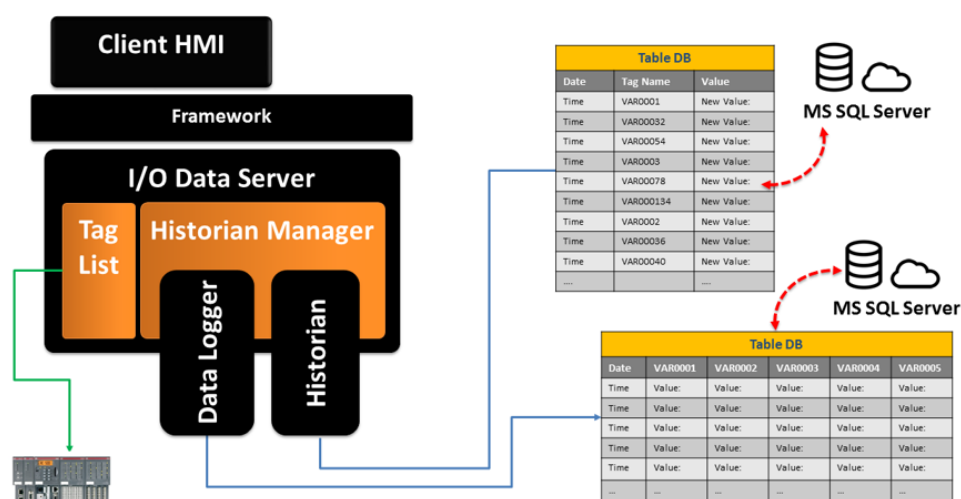 Client HMI
Framework
I/O Data Server
Tag List
Historian Manager
Data Logger
Historian
Table DB
Date Tag Name Value
Time VAR0001 New Value:
Time VAR00032 New Value:
Time VAR00054 New Value:
Time VAR0003 New Value:
Time VAR00078 New Value:
Time VAR000134 New Value:
Time VAR0002 New Value:
Time VAR00036 New Value:
Time VAR00040 New Value:
.... ....
MS SQL Server
MS SQL Server
Table DB
Date VAR0001 VAR0002 VAR0003 VAR0004 VAR0005
Time Value: Value: Value: Value: Value:
Time Value: Value: Value: Value: Value:
Time Value: Value: Value: Value: Value:
Time Value: Value: Value: Value: Value:
Time Value: Value: Value: Value: Value:
... ... ... ... ... ...